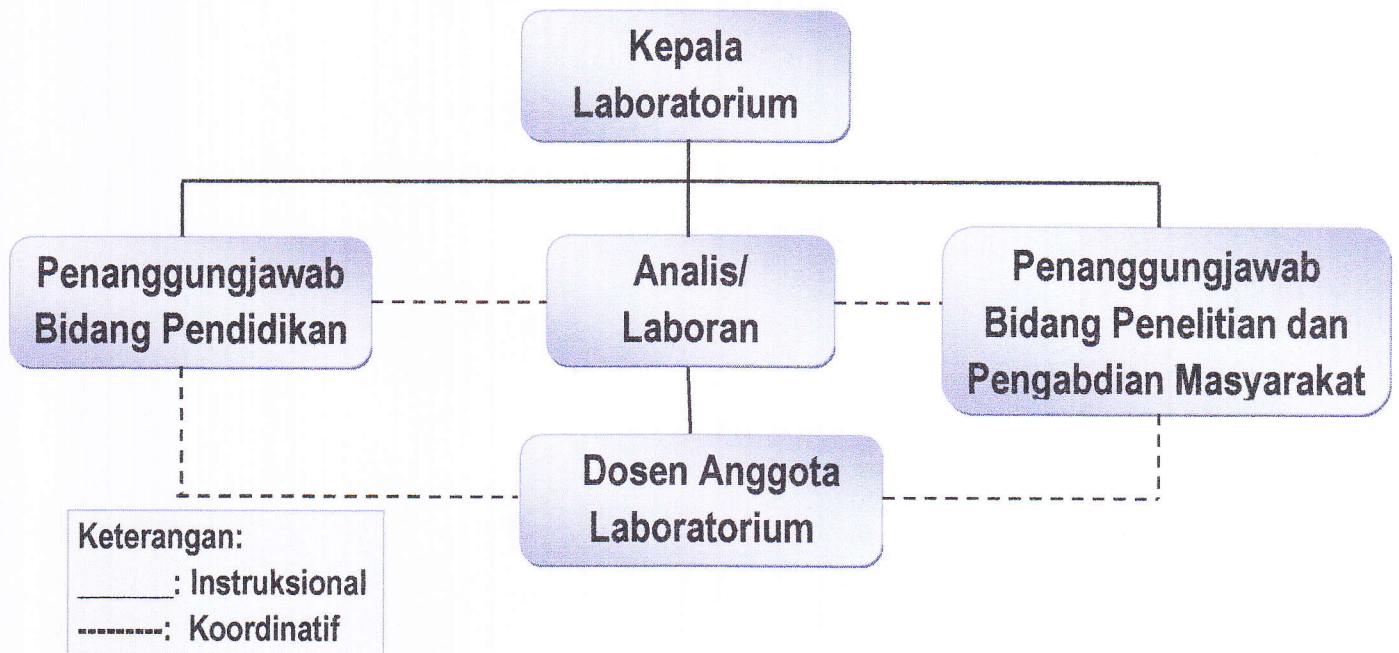 Kepala
Laboratorium
Penanggungjawab
Bidang Pendidikan
Analis/
Laboran
Penanggungjawab
Bidang Penelitian dan
Pengabdian Masyarakat
Dosen Anggota
Laboratorium
Keterangan:
______: Instruksional
---------: Koordinatif